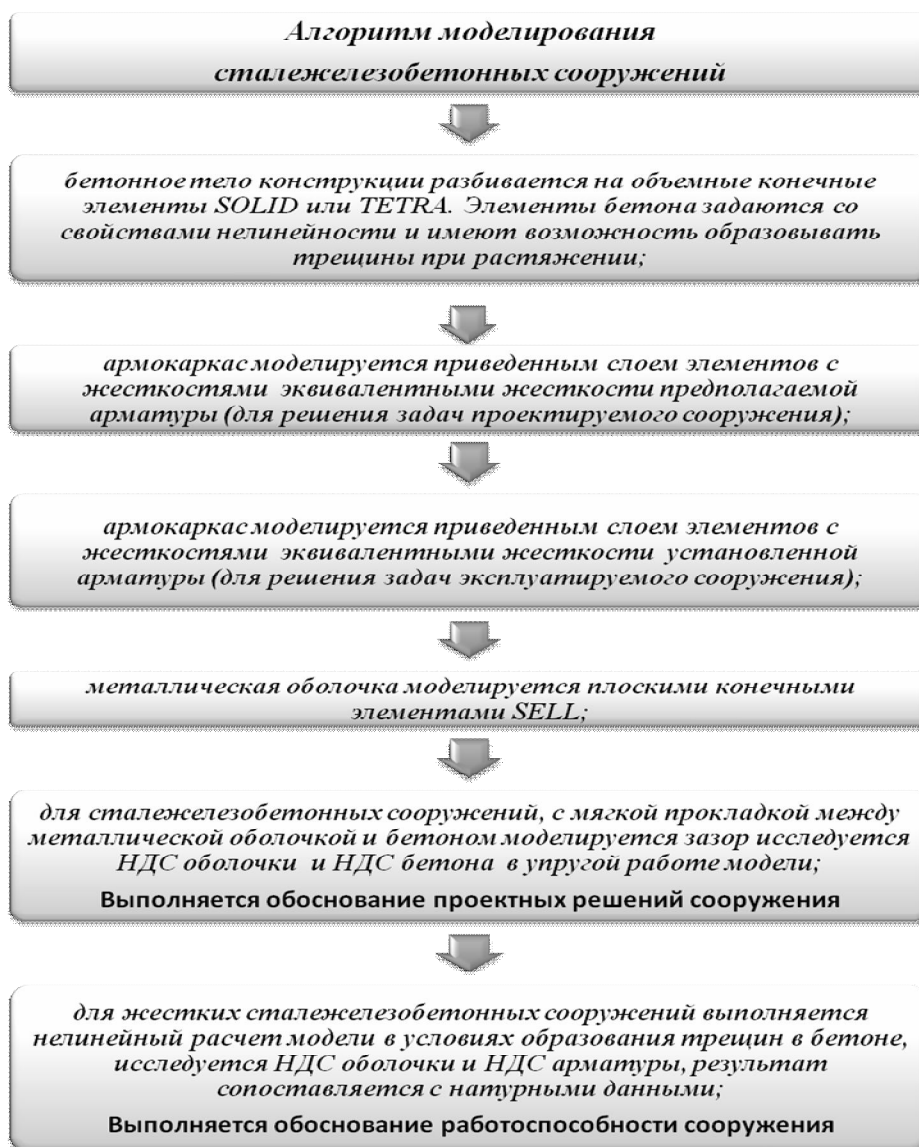 Алгоритм моделирования
сталежелезобетонных сооружений
бетонное тело конструкции разбивается на объемные конечные
элементы SOLID или TETRA. Элементы бетона задаются со
свойствами нелинейности и имеют возможность образовывать
трещины при растяжении;
армокаркас моделируется приведенным слоем элементов с
жесткостями эквивалентными жесткости предполагаемой
арматуры (для решения задач проектируемого сооружения);
армокаркас моделируется приведенным слоем элементов с
жесткостями эквивалентными жесткости установленной
арматуры (для решения задач эксплуатируемого сооружения);
металлическая оболочка моделируется плоскими конечными
элементами SELL;
для сталежелезобетонных сооружений, с мягкой прокладкой между
металлической оболочкой и бетоном моделируется зазор исследуется
НДС оболочки и НДС бетона в упругой работе модели;
Выполняется обоснование проектных решений сооружения
для жестких сталежелезобетонных сооружений выполняется
нелинейный расчет модели в условиях образования трещин в бетоне,
исследуется НДС оболочки и НДС арматуры, результат
сопоставляется с натурными данными;
Выполняется обоснование работоспособности сооружения